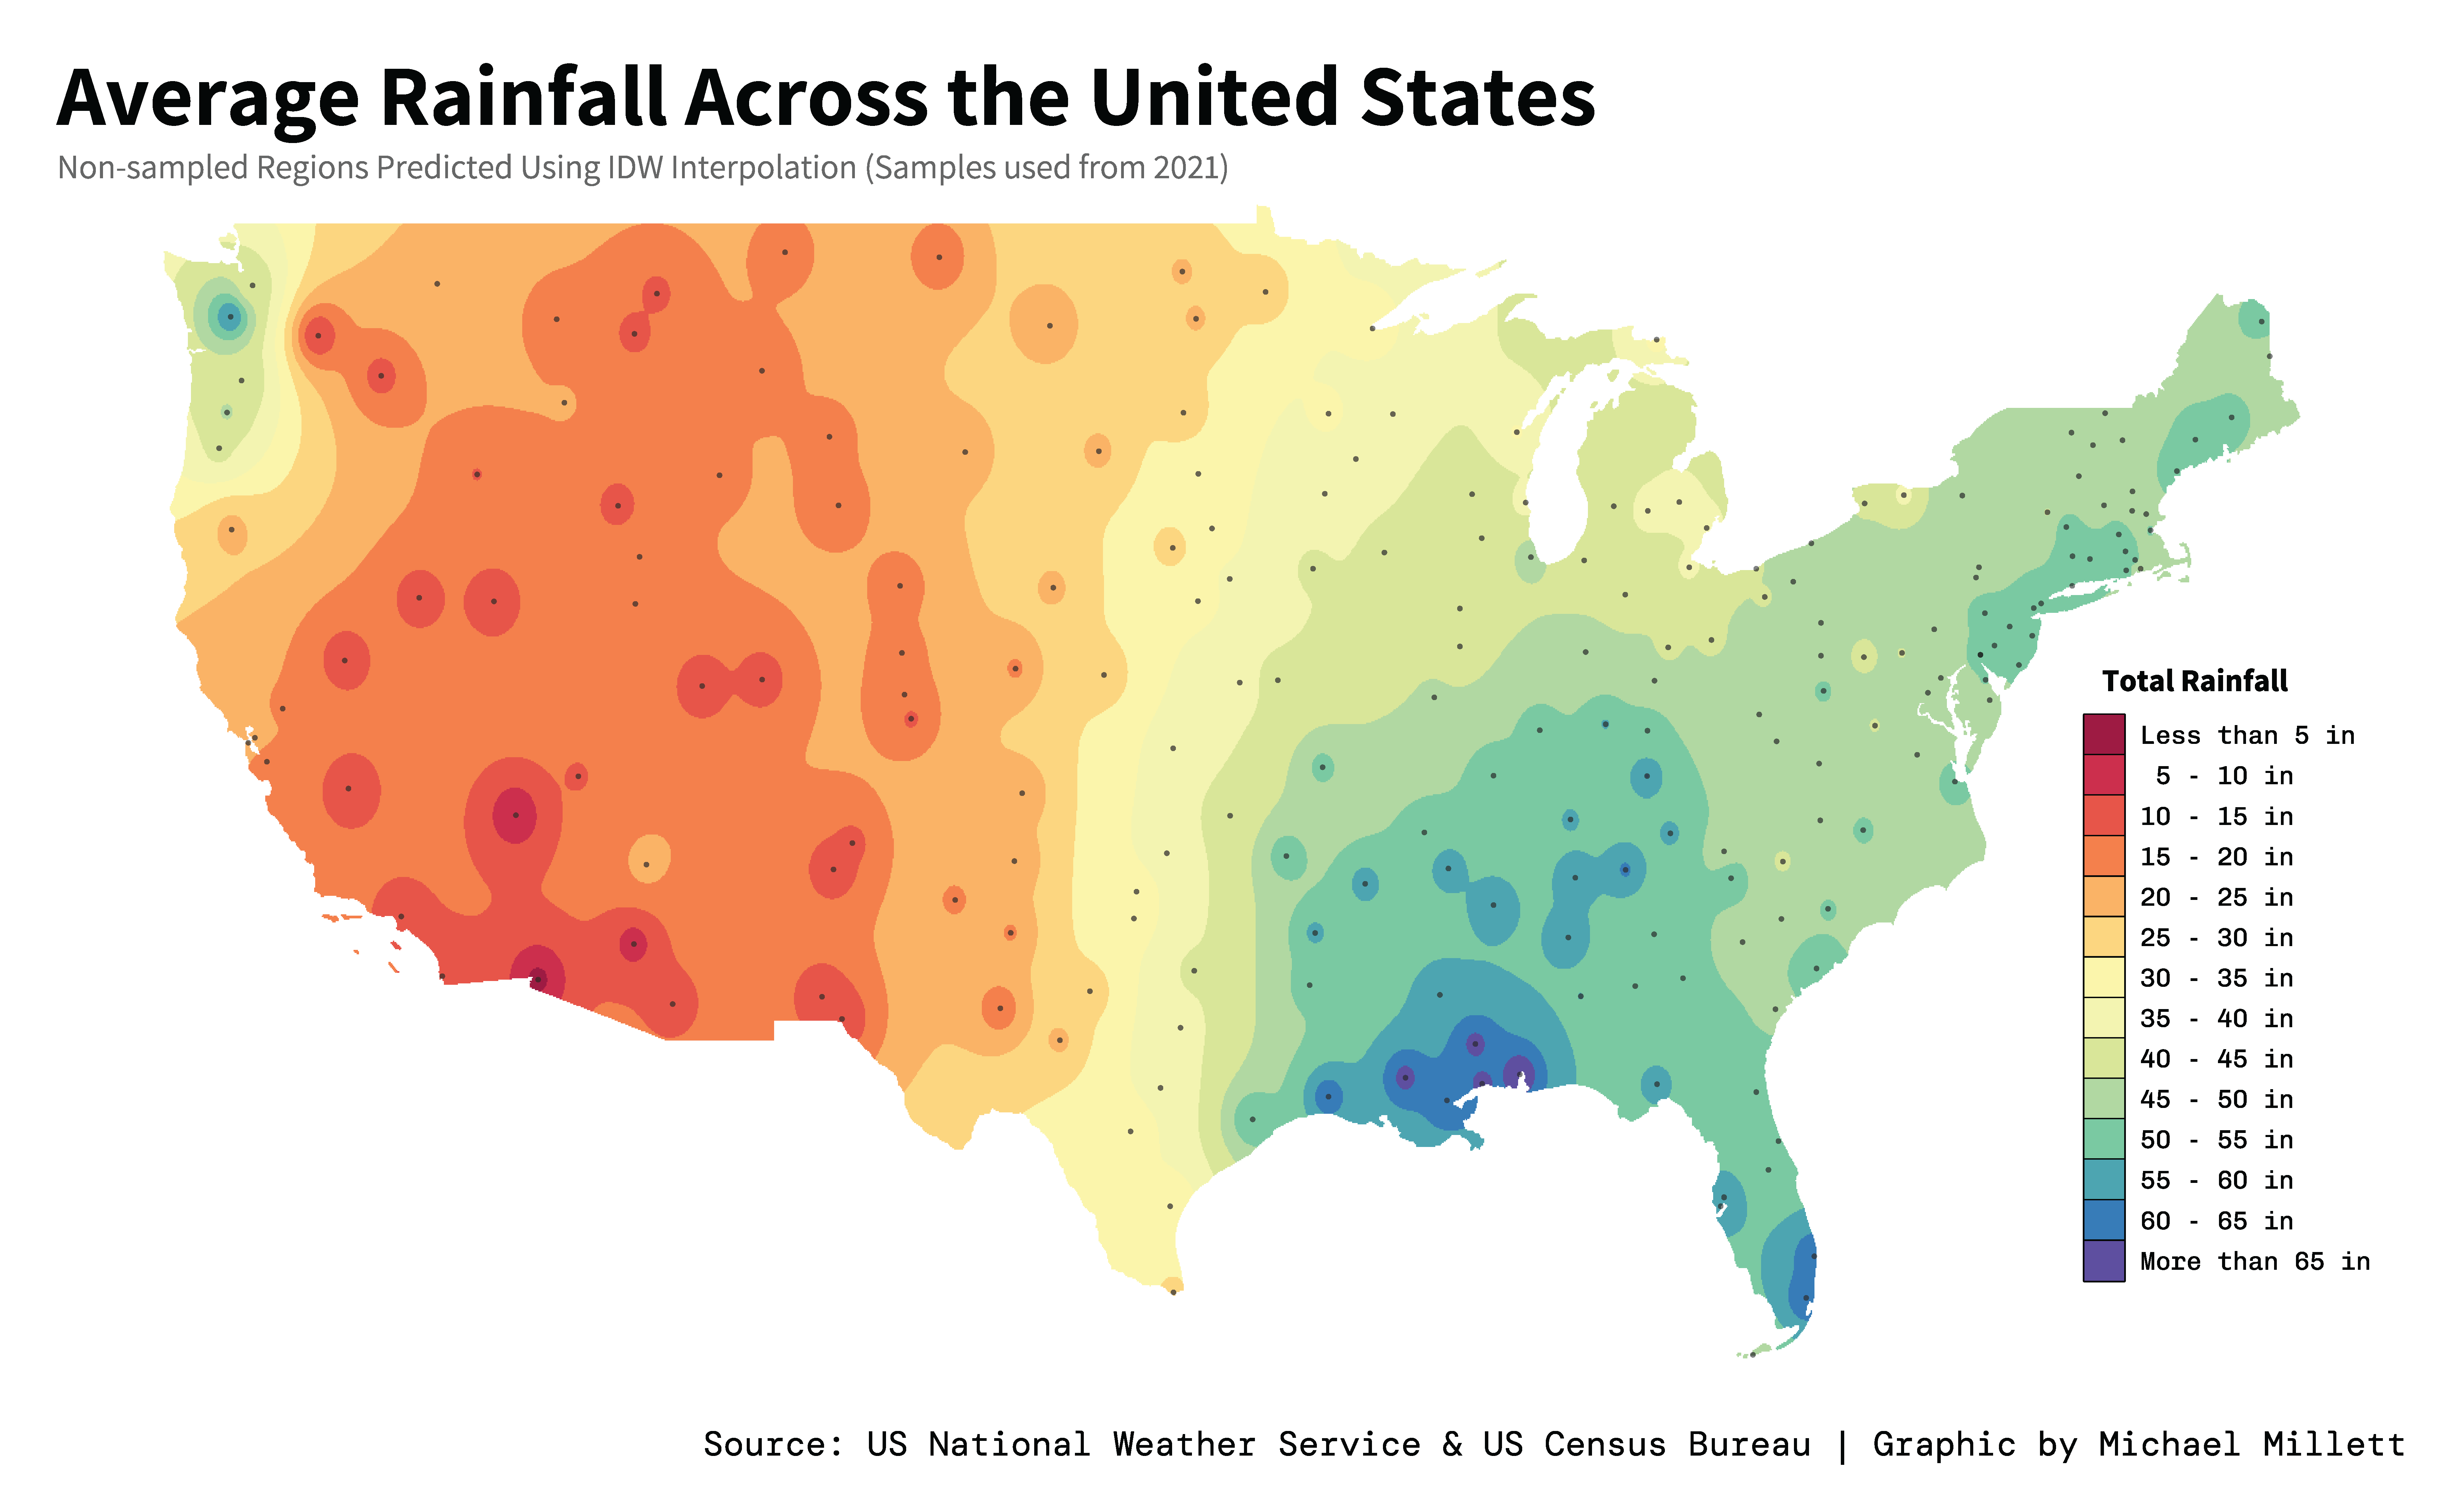 Average Rainfall Across the United States
Non-sampled Regions Predicted Using IDW Interpolation (Samples used from 2021)
Total Rainfall
Less than 5 in
5 - 10 in
10 - 15 in
15 - 20 in
20 - 25 in
25 - 30 in
30 - 35 in
35 - 40 in
40 - 45 in
45 - 50 in
50 - 55 in
55 - 60 in
60 - 65 in
More than 65 in
Source: US National Weather Service & US Census Bureau | Graphic by Michael Millett